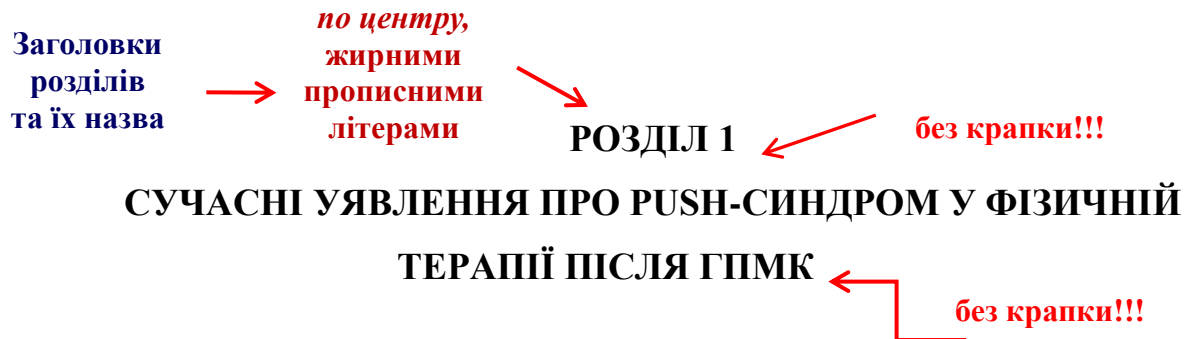 Заголовки
розділів
та їх назва
по центру,
жирними
прописними
літерами
РОЗДІЛ 1
без крапки!!!
СУЧАСНІ УЯВЛЕННЯ ПРО PUSH-СИНДРОМ У ФІЗИЧНІЙ
ТЕРАПІЇ ПІСЛЯ ГПМК
без крапки!!!